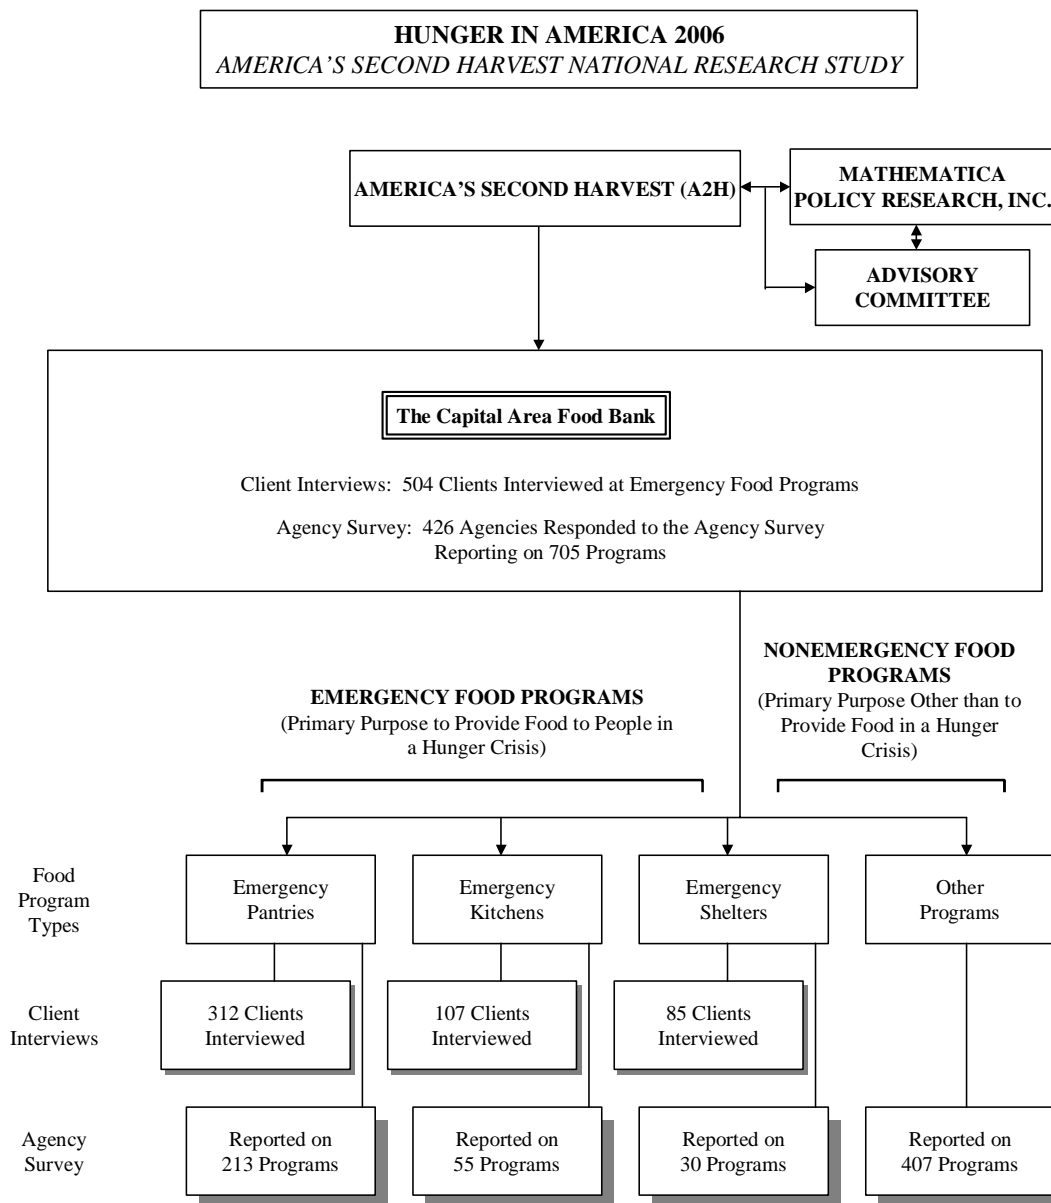 HUNGER IN AMERICA 2006
AMERICA’S SECOND HARVEST NATIONAL RESEARCH STUDY
AMERICA’S SECOND HARVEST (A2H)
MATHEMATICA
POLICY RESEARCH, INC.
ADVISORY
COMMITTEE
The Capital Area Food Bank
Client Interviews: 504 Clients Interviewed at Emergency Food Programs
Agency Survey: 426 Agencies Responded to the Agency Survey
Reporting on 705 Programs
NONEMERGENCY FOOD
PROGRAMS
(Primary Purpose Other than to
Provide Food in a Hunger
Crisis)
EMERGENCY FOOD PROGRAMS
(Primary Purpose to Provide Food to People in
a Hunger Crisis)
Food
Program
Types
Emergency
Pantries
Emergency
Kitchens
Emergency
Shelters
Other
Programs
Client
Interviews
312 Clients
Interviewed
107 Clients
Interviewed
85 Clients
Interviewed
Agency
Survey
Reported on
213 Programs
Reported on
55 Programs
Reported on
30 Programs
Reported on
407 Programs